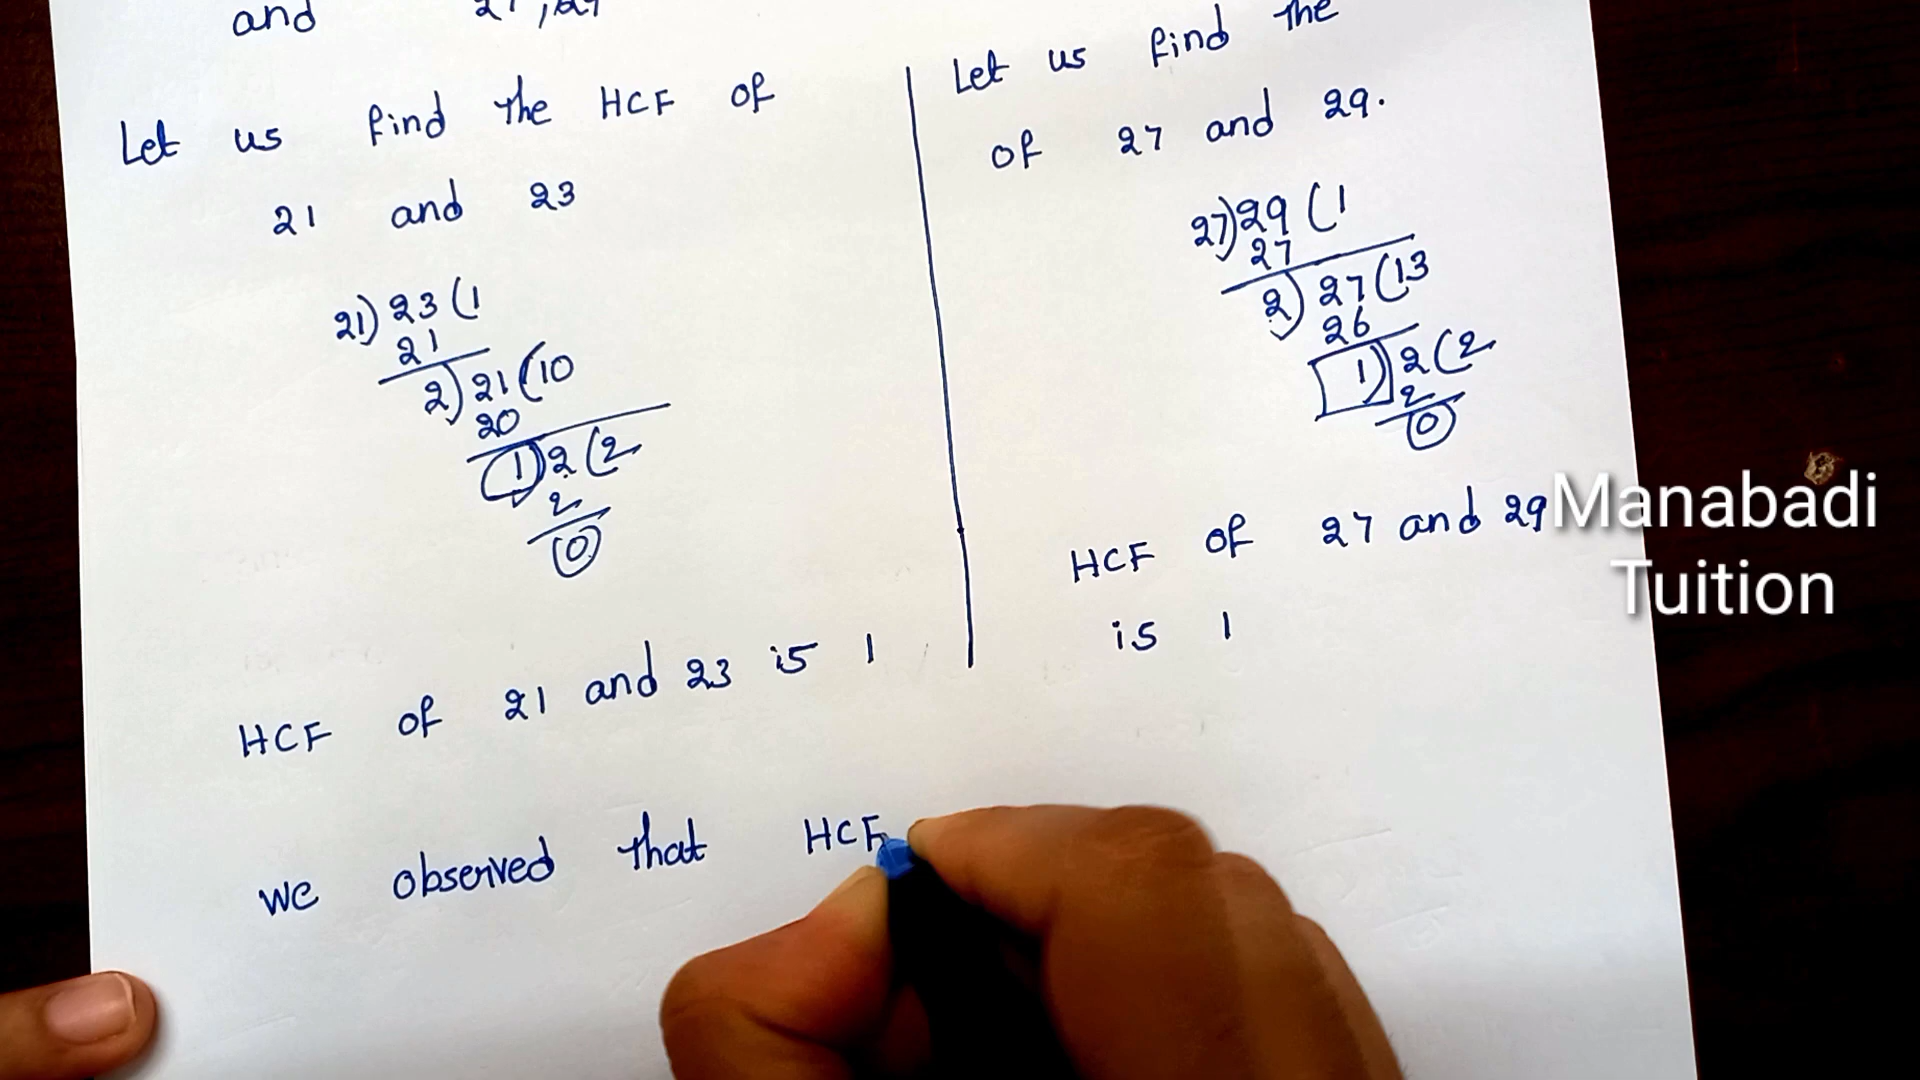 and 27, 29
Let us find the HCF of
21 and 23
21) 23 (1
21
2) 21 (10
20
1) 2 (2
2
0
HCF of 21 and 23 is 1
Let us find the
of 27 and 29.
27) 29 (1
27
2) 27 (13
26
1) 2 (2
2
0
HCF of 27 and 29
is 1
we observed that HCF
Manabadi
Tuition